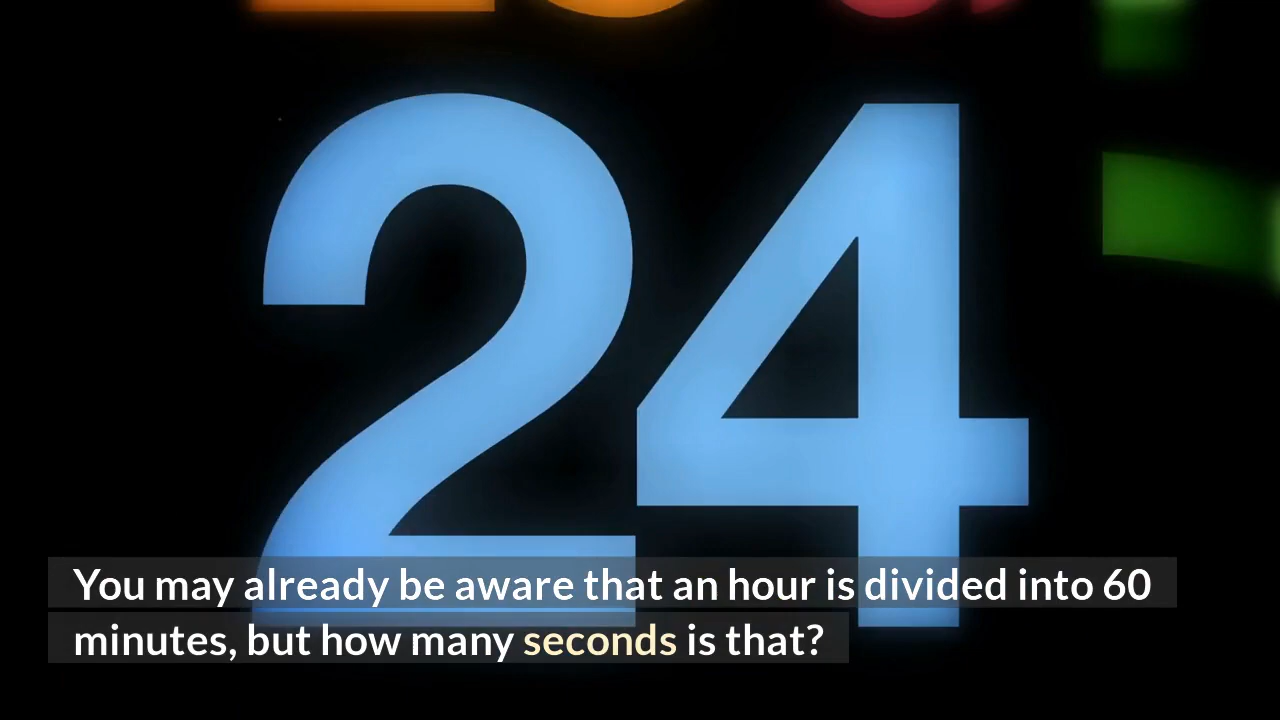 24
You may already be aware that an hour is divided into 60
minutes, but how many seconds is that?